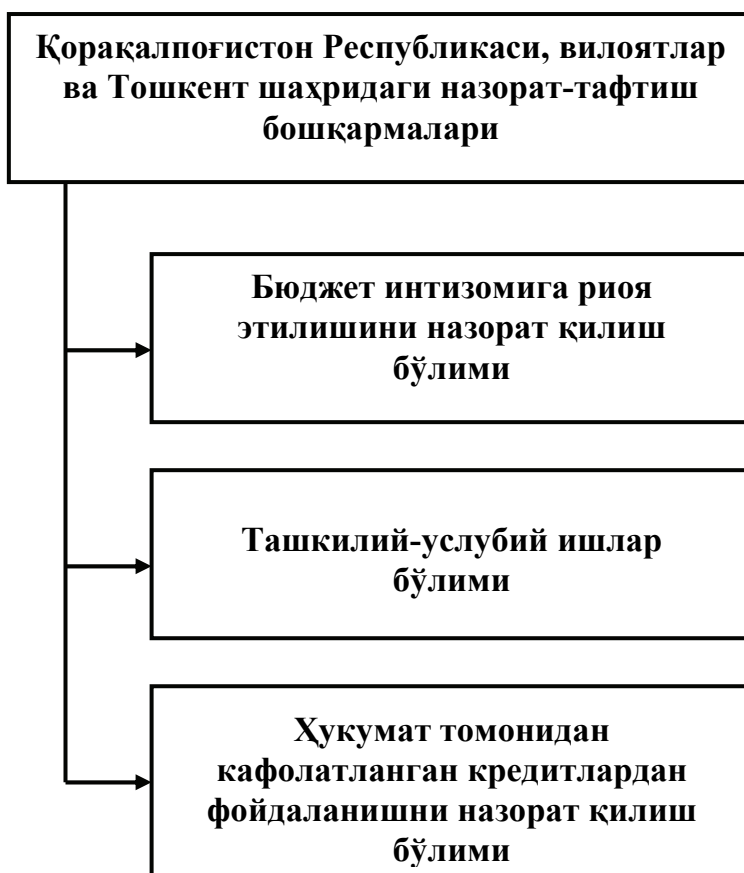 Қорақалпоғистон Республикаси, вилоятлар
ва Тошкент шаҳридаги назорат-тафтиш
бошқармалари
Бюджет интизомига риоя
этилишини назорат қилиш
бўлими
Ташкилий-услубий ишлар
бўлими
Ҳукумат томонидан
кафолатланган кредитлардан
фойдаланишни назорат қилиш
бўлими